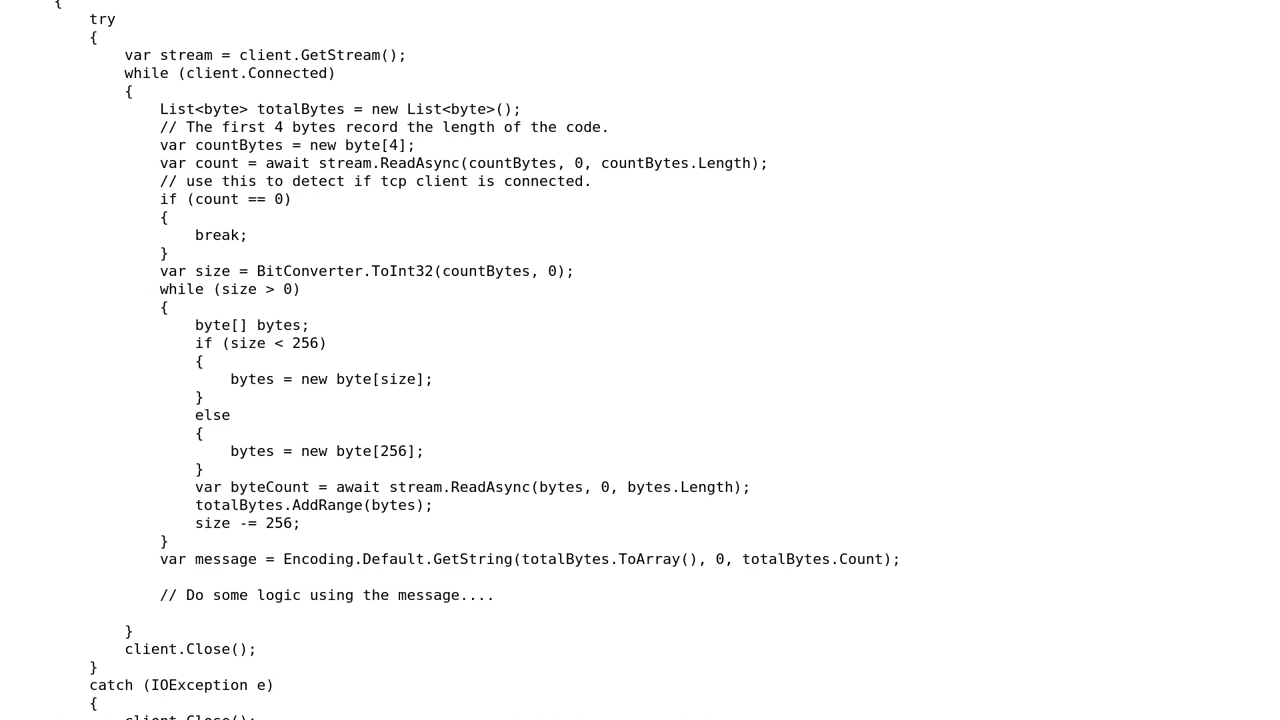 {
try
{
var stream = client.GetStream();
while (client.Connected)
{
List<byte> totalBytes = new List<byte>();
// The first 4 bytes record the length of the code.
var countBytes = new byte[4];
var count = await stream.ReadAsync(countBytes, 0, countBytes.Length);
// use this to detect if tcp client is connected.
if (count == 0)
{
break;
}
var size = BitConverter.ToInt32(countBytes, 0);
while (size > 0)
{
byte[] bytes;
if (size < 256)
{
bytes = new byte[size];
}
else
{
bytes = new byte[256];
}
var byteCount = await stream.ReadAsync(bytes, 0, bytes.Length);
totalBytes.AddRange(bytes);
size -= 256;
}
var message = Encoding.Default.GetString(totalBytes.ToArray(), 0, totalBytes.Count);
// Do some logic using the message....
}
client.Close();
}
catch (IOException e)
{
client.Close();